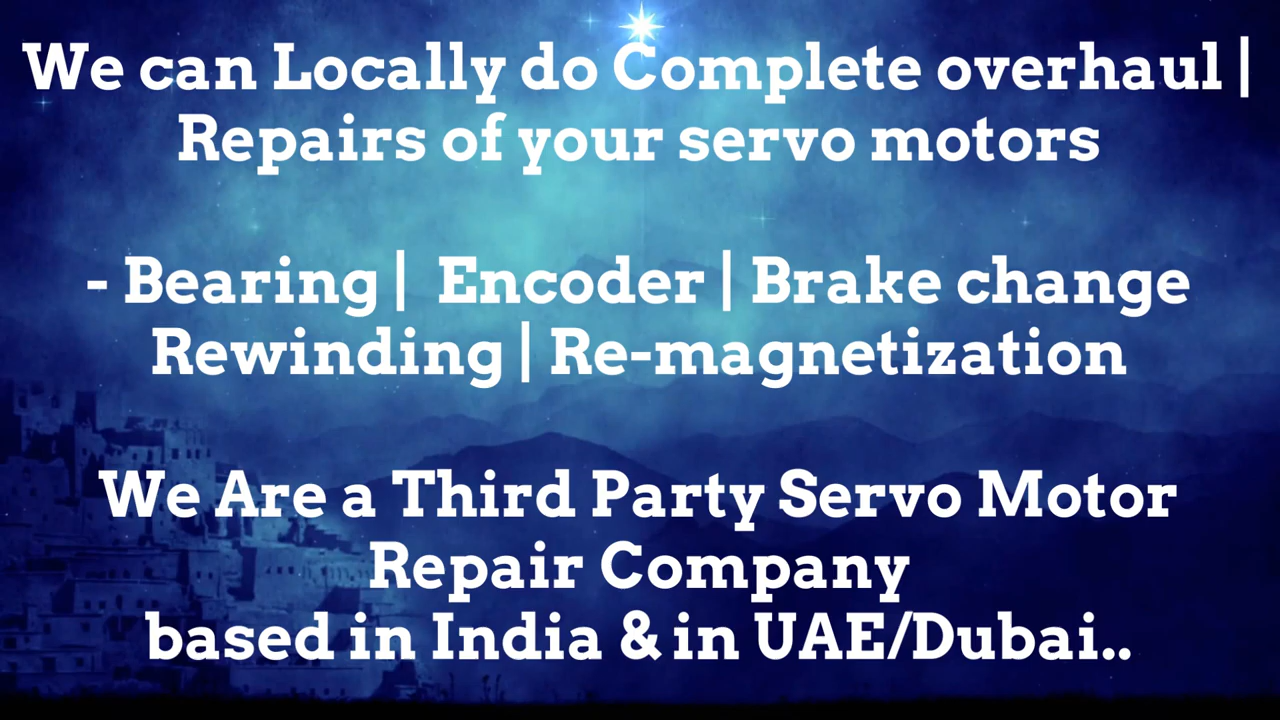 We can Locally do Complete overhaul |
Repairs of your servo motors
- Bearing | Encoder | Brake change
Rewinding | Re-magnetization
We Are a Third Party Servo Motor
Repair Company
based in India & in UAE/Dubai..